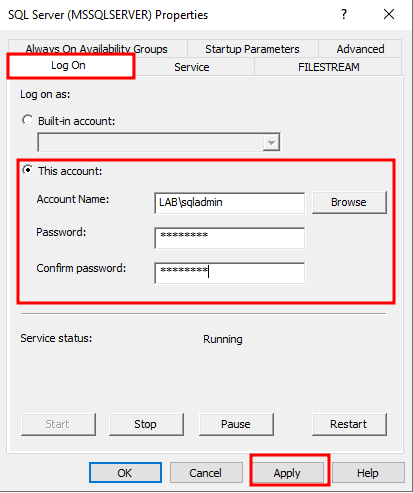 SQL Server (MSSQLSERVER) Properties ? ×
Always On Availability Groups Startup Parameters Advanced
Log On Service FILESTREAM
Log on as:
Built-in account:
This account:
Account Name: LAB\sqladmin Browse
Password: ********
Confirm password: ********
Service status: Running
Start Stop Pause Restart
OK Cancel Apply Help